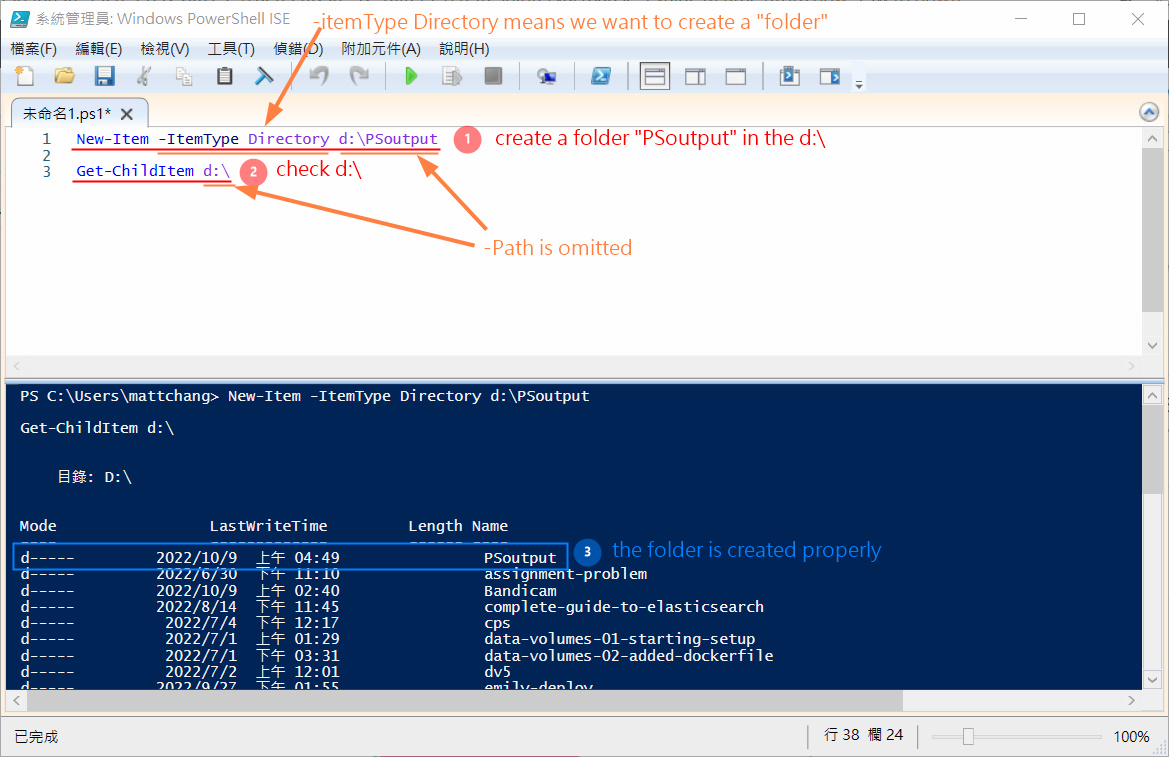 系統管理員: Windows PowerShell ISE
-itemType Directory means we want to create a "folder"
檔案(F) 編輯(E) 檢視(V) 工具(T) 偵錯(D) 附加元件(A) 說明(H)
未命名1.ps1*
1 New-Item -ItemType Directory d:\PSoutput 1 create a folder "PSoutput" in the d:\
2
3 Get-ChildItem d:\ 2 check d:\
-Path is omitted
PS C:\Users\mattchang> New-Item -ItemType Directory d:\PSoutput
Get-ChildItem d:\
目錄: D:\
Mode LastWriteTime Length Name
---- ------------- ------ ----
d----- 2022/10/9 上午 04:49 PSoutput 3 the folder is created properly
d----- 2022/6/30 下午 11:10 assignment-problem
d----- 2022/10/9 上午 02:40 Bandicam
d----- 2022/8/14 下午 11:45 complete-guide-to-elasticsearch
d----- 2022/7/4 下午 12:17 cps
d----- 2022/7/1 上午 01:29 data-volumes-01-starting-setup
d----- 2022/7/1 下午 03:31 data-volumes-02-added-dockerfile
d----- 2022/7/2 上午 12:01 dv5
d----- 2022/9/27 下午 01:55 emily-deploy
已完成 行 38 欄 24 100%